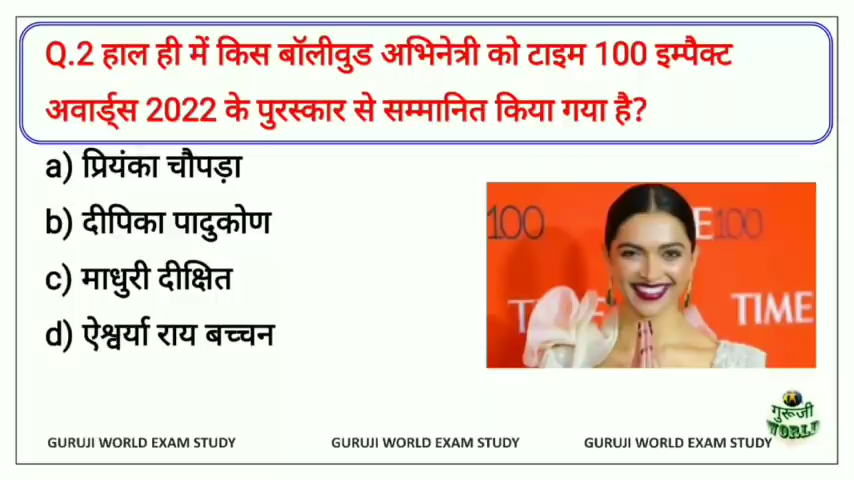 Q.2 हाल ही में किस बॉलीवुड अभिनेत्री को टाइम 100 इम्पैक्ट
अवार्ड्स 2022 के पुरस्कार से सम्मानित किया गया है?
a) प्रियंका चौपड़ा
b) दीपिका पादुकोण
c) माधुरी दीक्षित
d) ऐश्वर्या राय बच्चन
100
E100
TIME
गुरूजी
WORLD
GURUJI WORLD EXAM STUDY
GURUJI WORLD EXAM STUDY
GURUJI WORLD EXAM STUDY